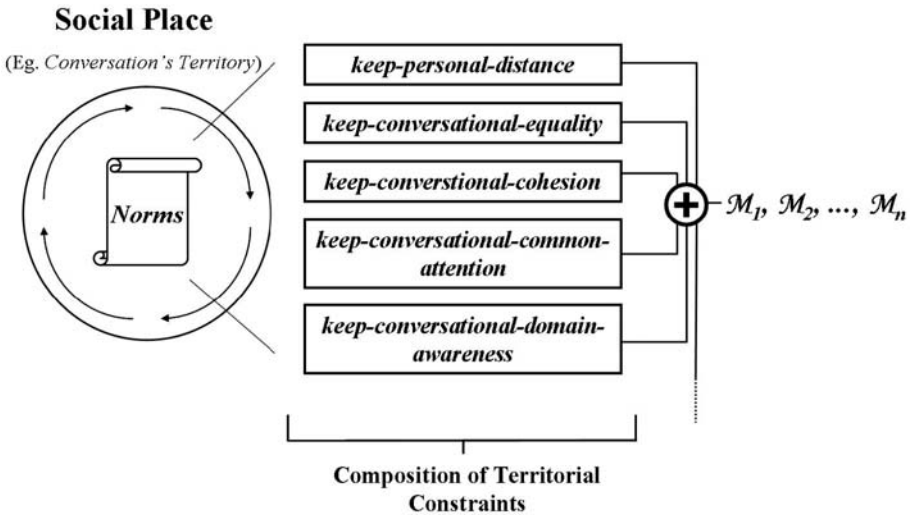 Social Place
(Eg. Conversation's Territory)
Norms
keep-personal-distance
keep-conversational-equality
keep-converstional-cohesion
keep-conversational-common-
attention
keep-conversational-domain-
awareness
+
M1, M2, ..., Mn
Composition of Territorial
Constraints